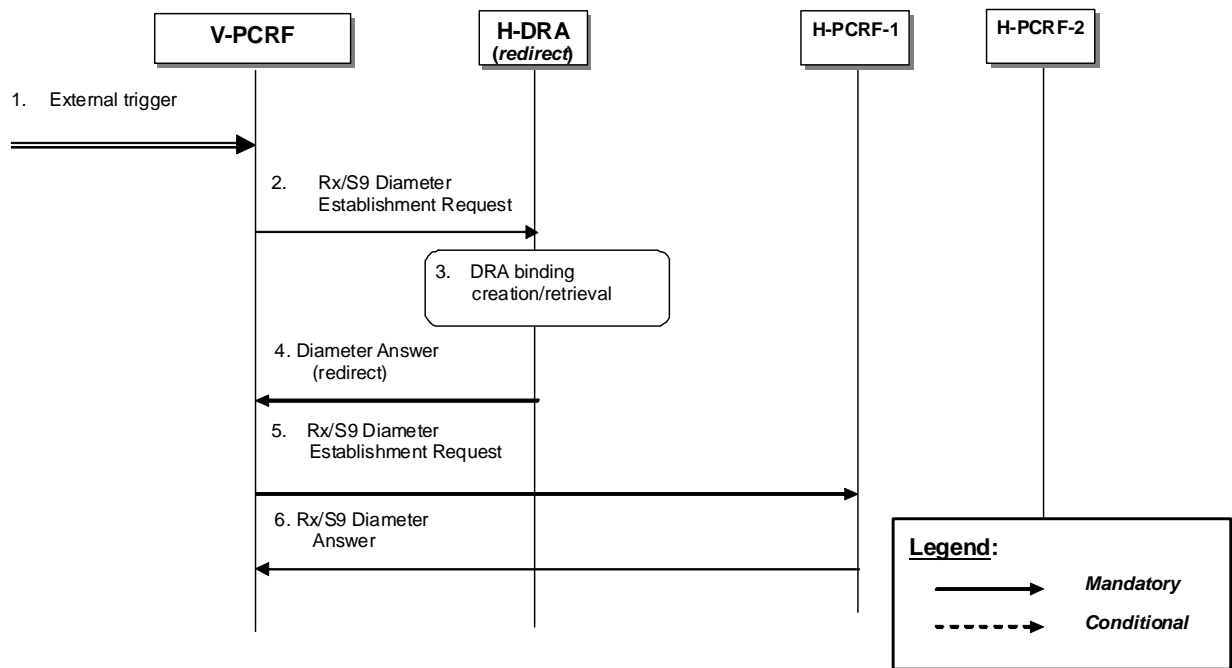 V-PCRF
H-DRA
(redirect)
H-PCRF-1
H-PCRF-2
1. External trigger
2. Rx/S9 Diameter
Establishment Request
3. DRA binding
creation/retrieval
4. Diameter Answer
(redirect)
5. Rx/S9 Diameter
Establishment Request
6. Rx/S9 Diameter
Answer
Legend:
Mandatory
Conditional